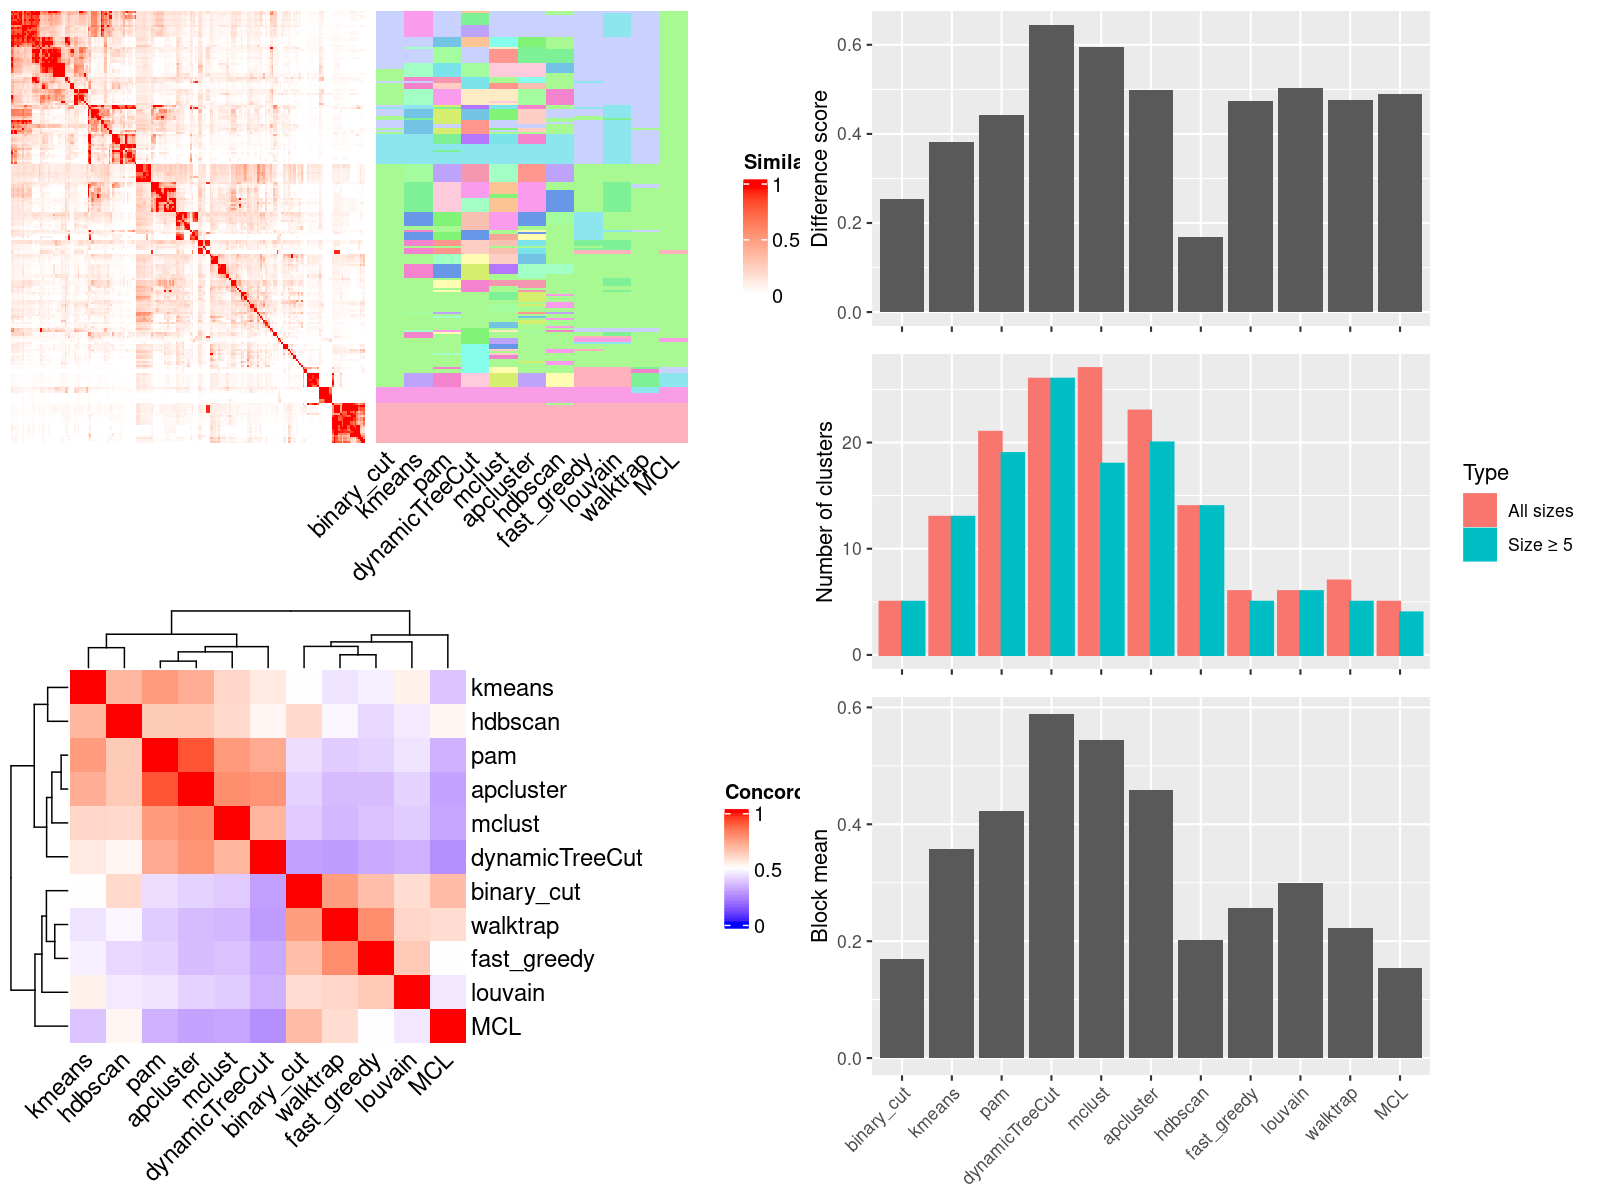 Simila
1
0.5
0
binary_cut
kmeans
pam
dynamicTreeCut
mclust
apcluster
hdbscan
fast_greedy
louvain
walktrap
MCL
kmeans
hdbscan
pam
apcluster
mclust
dynamicTreeCut
binary_cut
walktrap
fast_greedy
louvain
MCL
kmeans
hdbscan
pam
apcluster
mclust
dynamicTreeCut
binary_cut
walktrap
fast_greedy
louvain
MCL
Concord
1
0.5
0
Difference score
0.6
0.4
0.2
0.0
Number of clusters
20
10
0
Type
All sizes
Size ≥ 5
Block mean
0.6
0.4
0.2
0.0
binary_cut
kmeans
pam
dynamicTreeCut
mclust
apcluster
hdbscan
fast_greedy
louvain
walktrap
MCL